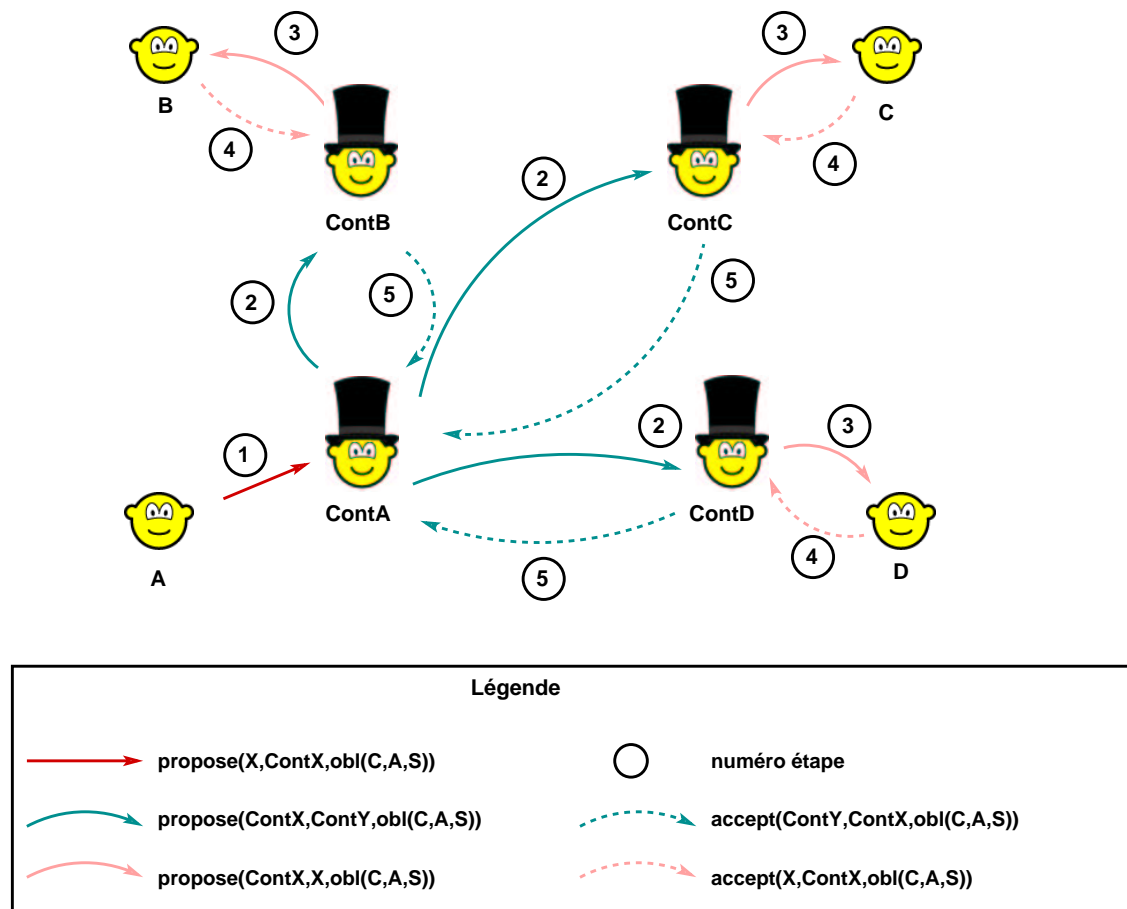 3
3
B
C
4
4
2
ContB
ContC
2
5
5
1
2
3
ContA
ContD
A
4
D
5
Légende
propose(X,ContX,obl(C,A,S))
numéro étape
propose(ContX,ContY,obl(C,A,S))
accept(ContY,ContX,obl(C,A,S))
propose(ContX,X,obl(C,A,S))
accept(X,ContX,obl(C,A,S))